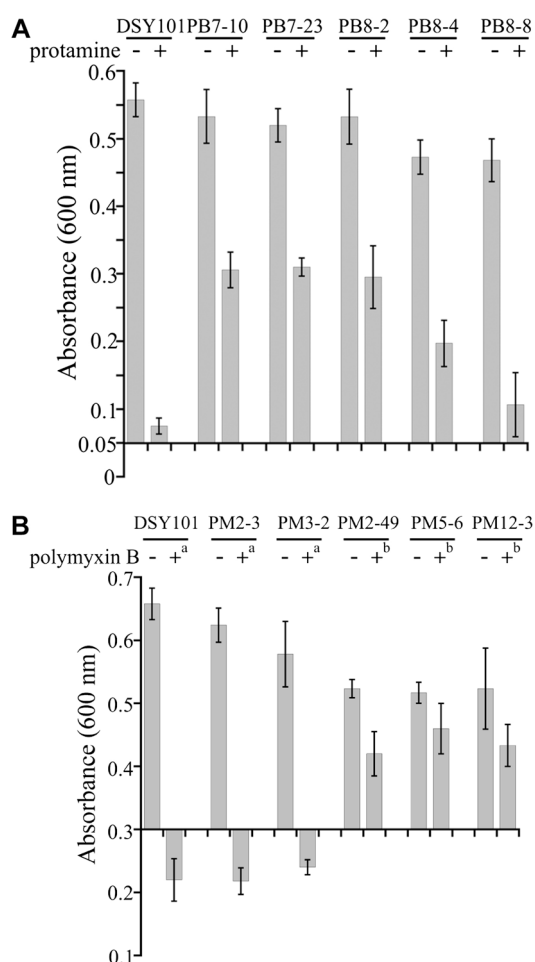 A
DSY101 PB7-10 PB7-23 PB8-2 PB8-4 PB8-8
protamine - + - + - + - + - + - +
0.6
0.5
0.4
0.3
0.2
0.1
0.05
0
Absorbance (600 nm)
B
DSY101 PM2-3 PM3-2 PM2-49 PM5-6 PM12-3
polymyxin B - +a - +a - +a - +b - +b - +b
0.7
0.6
0.5
0.4
0.3
0.2
0.1
Absorbance (600 nm)